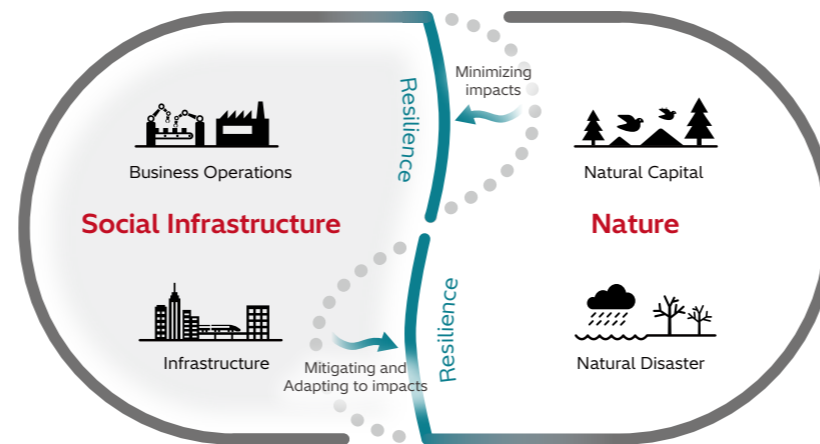 Minimizing
impacts
Resilience
Business Operations
Natural Capital
Social Infrastructure
Nature
Resilience
Infrastructure
Mitigating and
Adapting to impacts
Natural Disaster